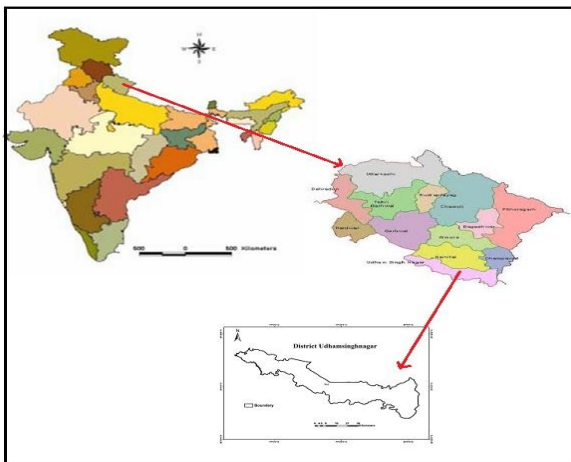 N
W
E
S
500
0
500 Kilometers
Uttarkashi
Dehradun
Rudraprayag
Tehri
Garhwal
Chamoli
Pithoragarh
Hardwar
Garhwal
Bageshwar
Almora
Nainital
Champawat
Udham Singh Nagar
N
District Udhamsinghnagar
Boundary